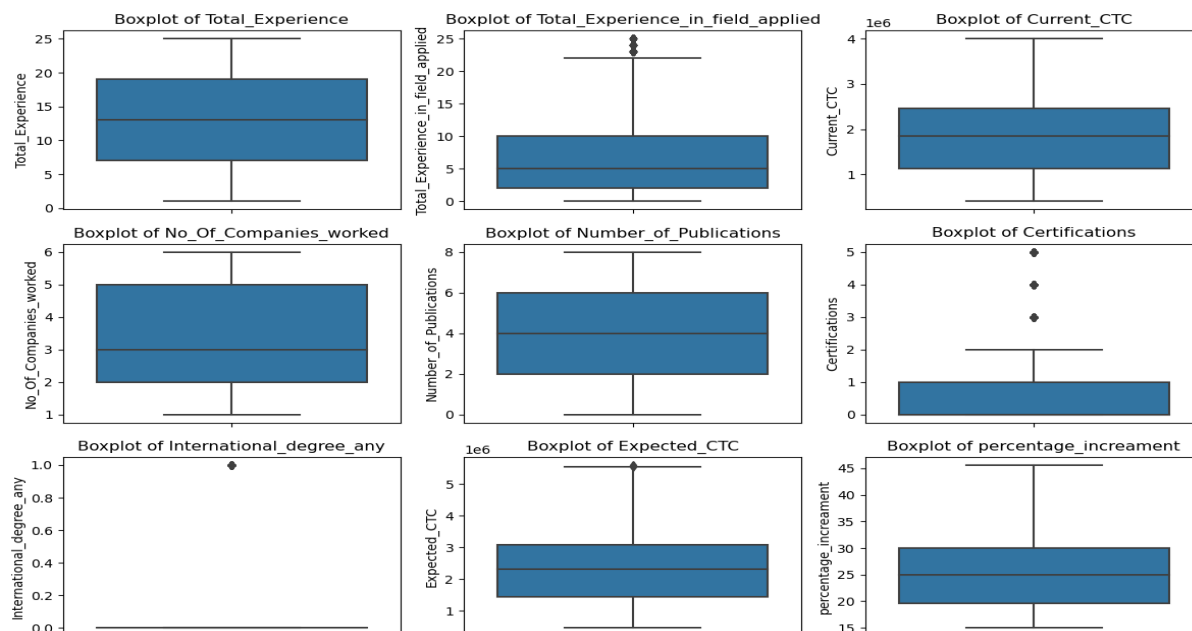 Boxplot of Total_Experience
Total_Experience
25
20
15
10
5
0
Boxplot of Total_Experience_in_field_applied
Total_Experience_in_field_applied
25
20
15
10
5
0
Boxplot of Current_CTC
1e6
Current_CTC
4
3
2
1
Boxplot of No_Of_Companies_worked
No_Of_Companies_worked
6
5
4
3
2
1
Boxplot of Number_of_Publications
Number_of_Publications
8
6
4
2
0
Boxplot of Certifications
Certifications
5
4
3
2
1
0
Boxplot of International_degree_any
International_degree_any
1.0
0.8
0.6
0.4
0.2
0.0
Boxplot of Expected_CTC
1e6
Expected_CTC
5
4
3
2
1
Boxplot of percentage_increament
percentage_increament
45
40
35
30
25
20
15